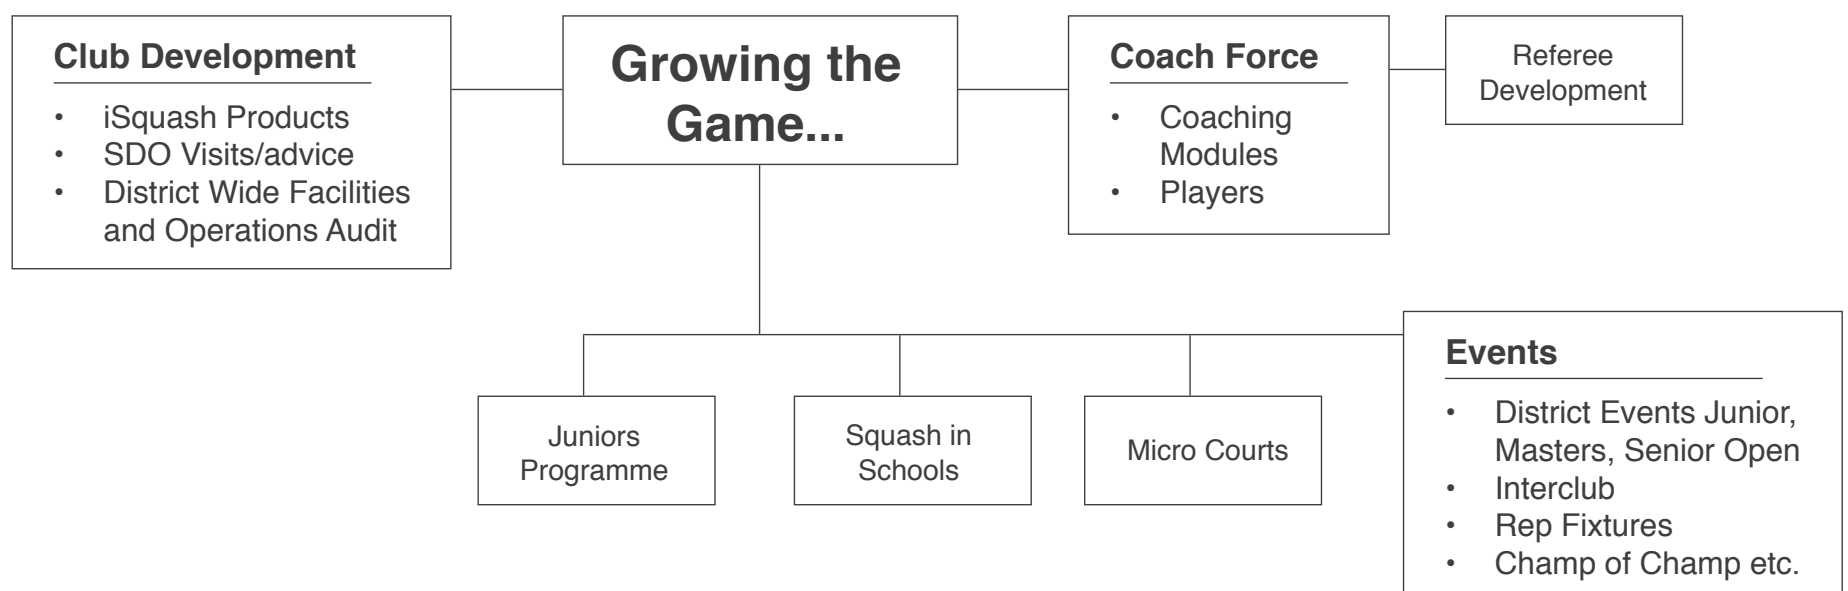 Club Development
• iSquash Products
• SDO Visits/advice
• District Wide Facilities
and Operations Audit
Growing the
Game...
Coach Force
• Coaching
Modules
• Players
Referee
Development
Juniors
Programme
Squash in
Schools
Micro Courts
Events
• District Events Junior,
Masters, Senior Open
• Interclub
• Rep Fixtures
• Champ of Champ etc.